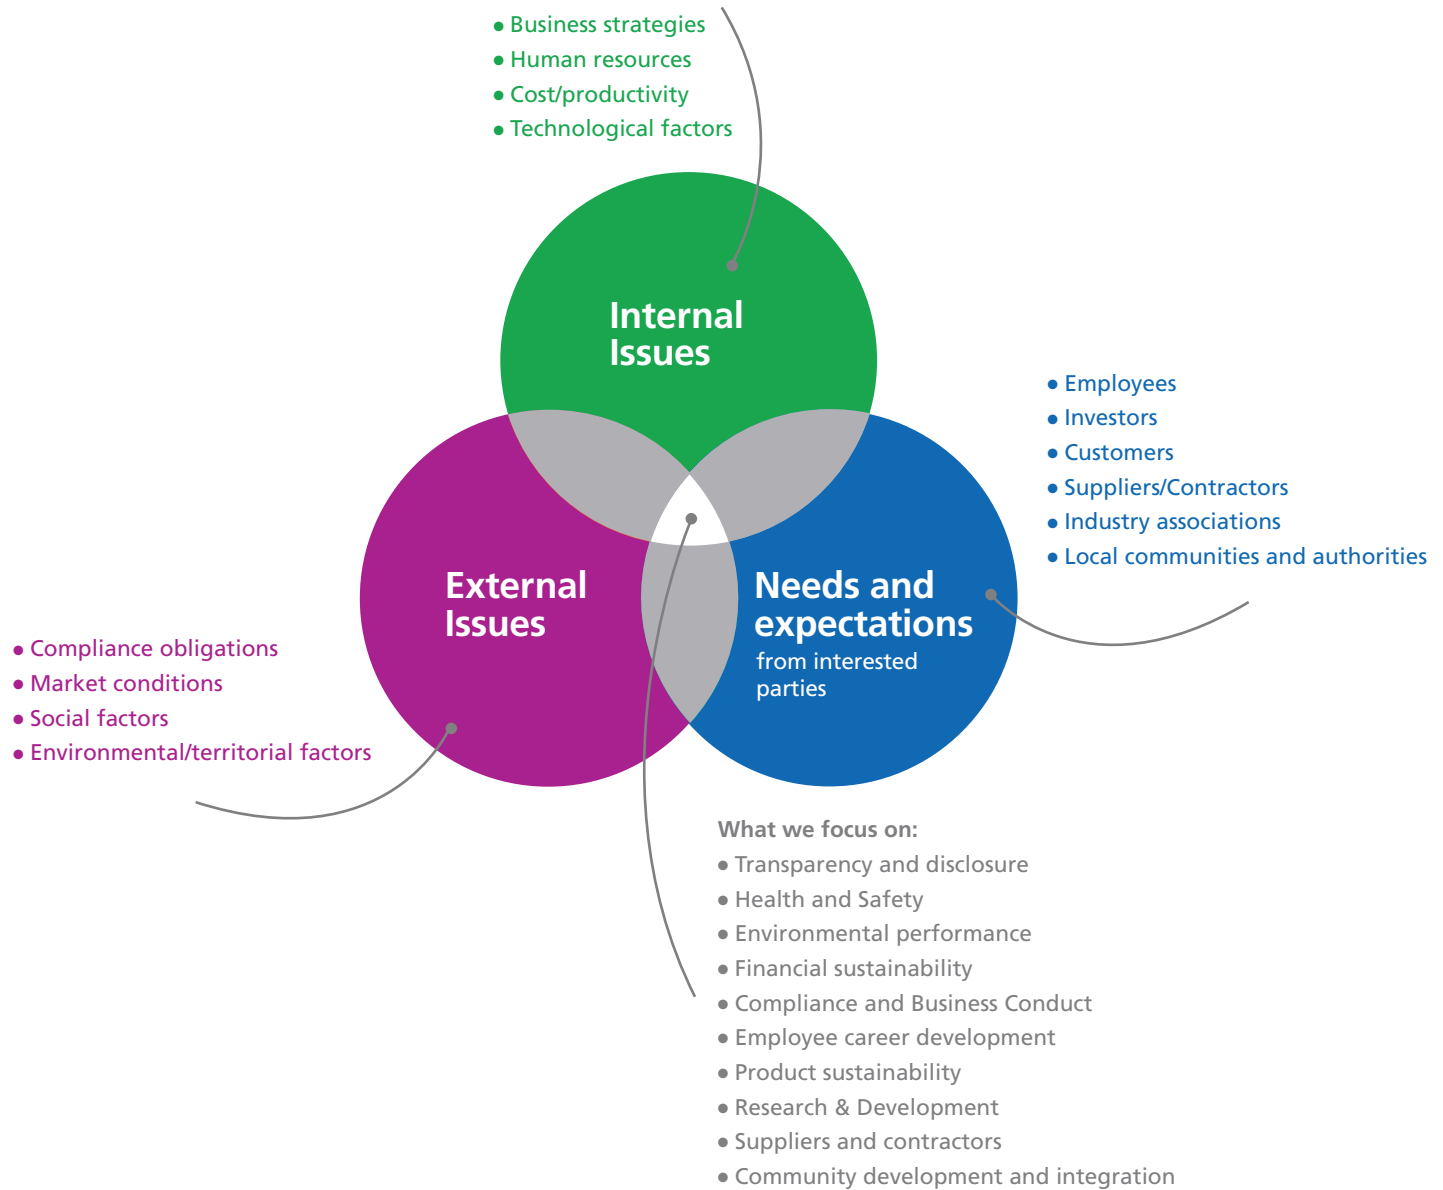 • Business strategies
• Human resources
• Cost/productivity
• Technological factors
Internal
Issues
• Employees
• Investors
• Customers
• Suppliers/Contractors
• Industry associations
• Local communities and authorities
External
Issues
Needs and
expectations
from interested
parties
• Compliance obligations
• Market conditions
• Social factors
• Environmental/territorial factors
What we focus on:
• Transparency and disclosure
• Health and Safety
• Environmental performance
• Financial sustainability
• Compliance and Business Conduct
• Employee career development
• Product sustainability
• Research & Development
• Suppliers and contractors
• Community development and integration